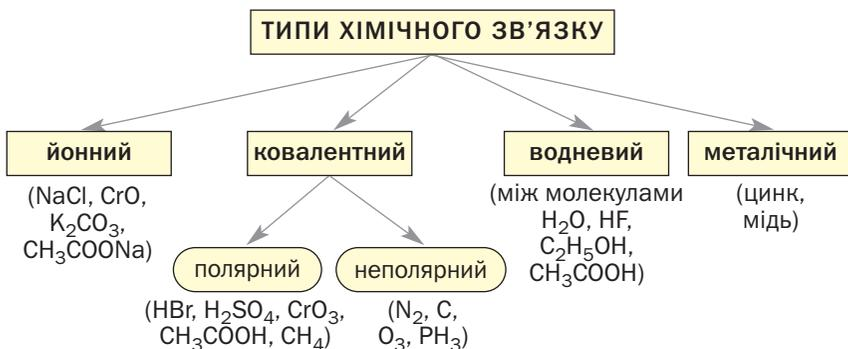 ТИПИ ХІМІЧНОГО ЗВ’ЯЗКУ
йонний
(NaCl, CrO,
K₂CO₃,
CH₃COONa)
ковалентний
полярний
(HBr, H₂SO₄, CrO₃,
CH₃COOH, CH₄)
неполярний
(N₂, C,
O₃, PH₃)
водневий
(між молекулами
H₂O, HF,
C₂H₅OH,
CH₃COOH)
металічний
(цинк,
мідь)